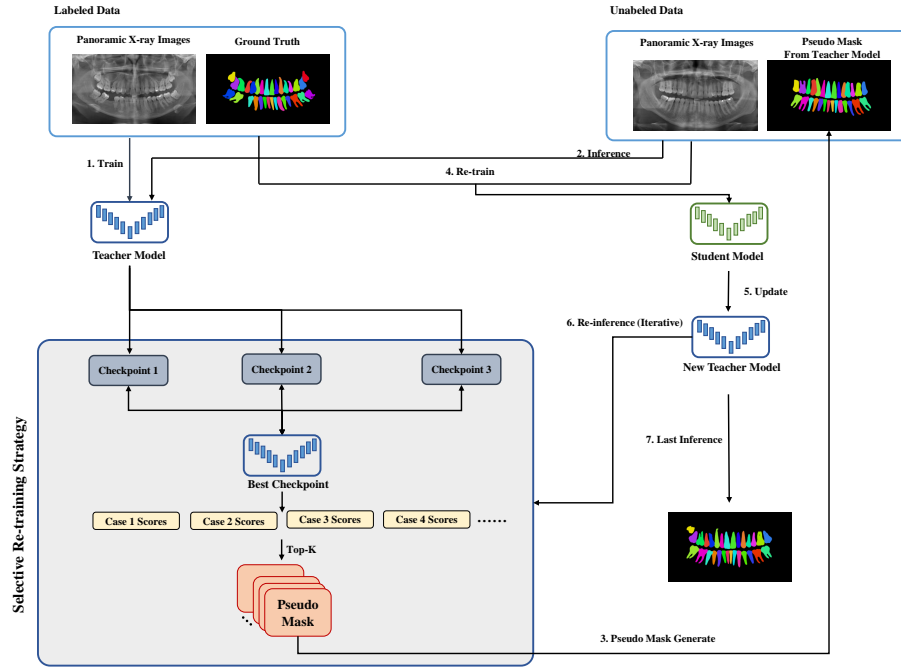 Labeled Data
Unabeled Data
Panoramic X-ray Images
Ground Truth
Panoramic X-ray Images
Pseudo Mask
From Teacher Model
1. Train
2. Inference
4. Re-train
Teacher Model
Student Model
5. Update
6. Re-inference (Iterative)
New Teacher Model
Checkpoint 1
Checkpoint 2
Checkpoint 3
Best Checkpoint
7. Last Inference
Case 1 Scores
Case 2 Scores
Case 3 Scores
Case 4 Scores
......
Top-K
Pseudo
Mask
...
3. Pseudo Mask Generate
Selective Re-training Strategy